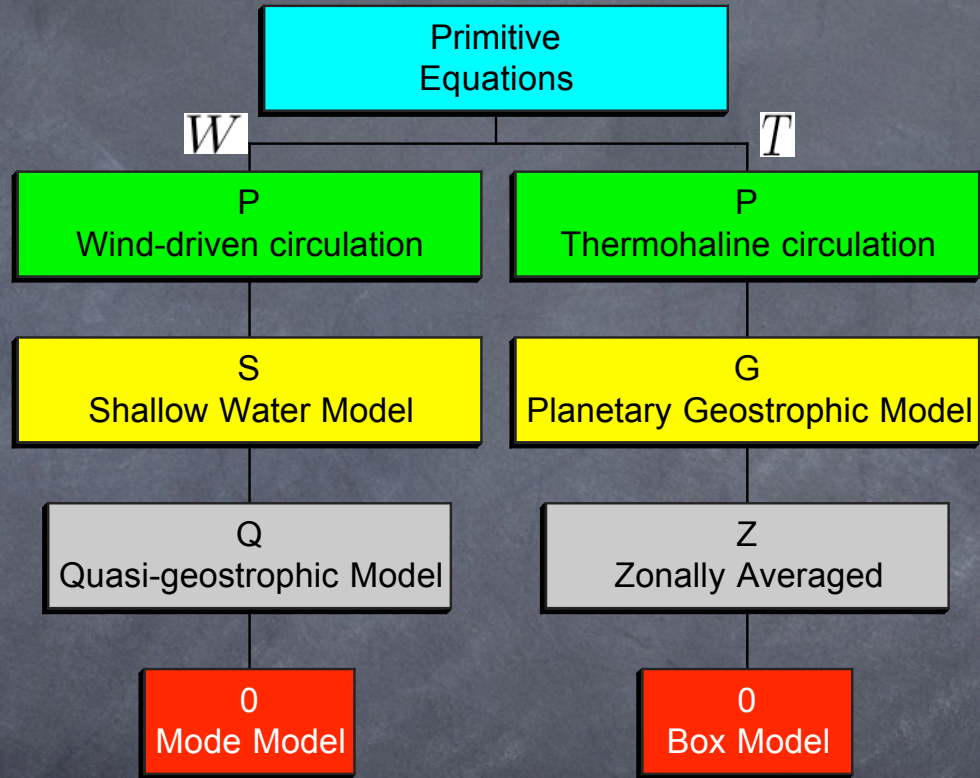 Primitive
Equations
W
T
P
Wind-driven circulation
P
Thermohaline circulation
S
Shallow Water Model
G
Planetary Geostrophic Model
Q
Quasi-geostrophic Model
Z
Zonally Averaged
0
Mode Model
0
Box Model